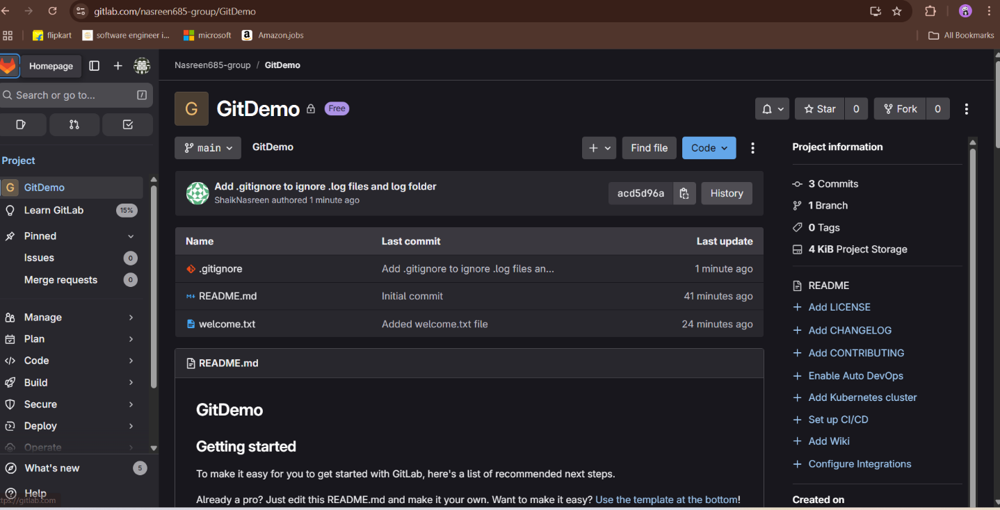 gitlab.com/nasreen685-group/GitDemo
flipkart
software engineer i...
microsoft
Amazon.jobs
All Bookmarks
Homepage
Search or go to...
Project
G GitDemo
Learn GitLab 15%
Pinned
Issues 0
Merge requests 0
Manage
Plan
Code
Build
Secure
Deploy
Operate
What's new 5
Help
Nasreen685-group / GitDemo
G GitDemo Free
Star 0
Fork 0
main
GitDemo
Find file
Code
Add .gitignore to ignore .log files and log folder
ShaikNasreen authored 1 minute ago
acd5d96a
History
Name Last commit Last update
.gitignore Add .gitignore to ignore .log files an... 1 minute ago
README.md Initial commit 41 minutes ago
welcome.txt Added welcome.txt file 24 minutes ago
README.md
GitDemo
Getting started
To make it easy for you to get started with GitLab, here's a list of recommended next steps.
Already a pro? Just edit this README.md and make it your own. Want to make it easy? Use the template at the bottom!
Project information
3 Commits
1 Branch
0 Tags
4 KiB Project Storage
README
Add LICENSE
Add CHANGELOG
Add CONTRIBUTING
Enable Auto DevOps
Add Kubernetes cluster
Set up CI/CD
Add Wiki
Configure Integrations
Created on